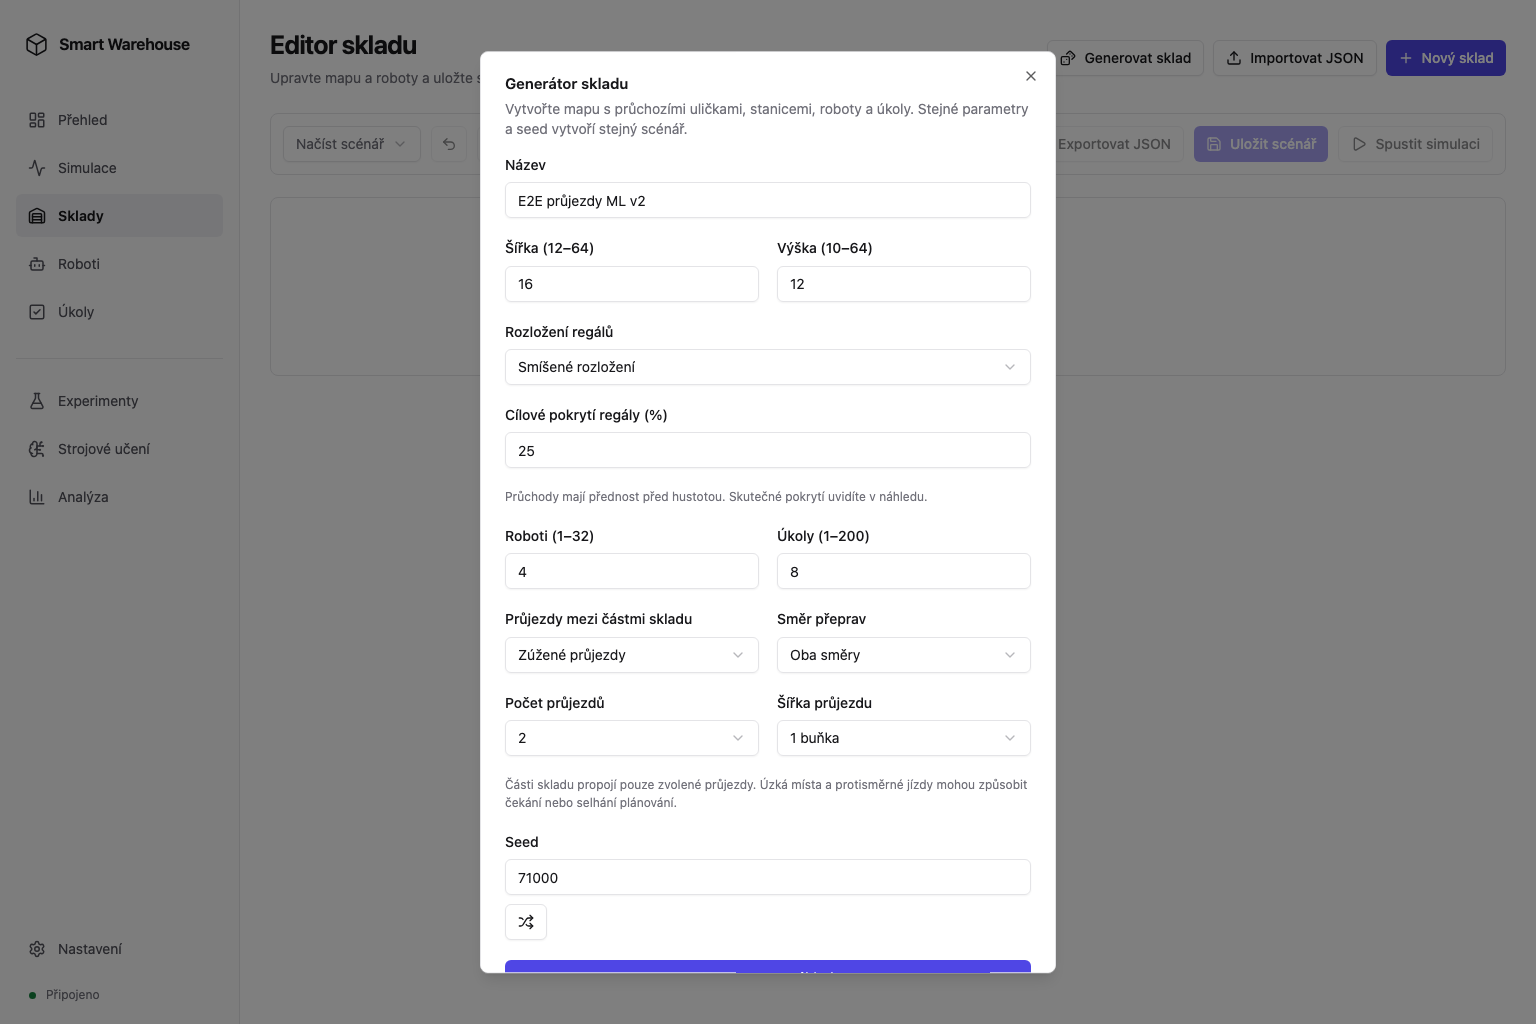 Smart Warehouse
Přehled
Simulace
Sklady
Roboti
Úkoly
Experimenty
Strojové učení
Analýza
Nastavení
Připojeno
Editor skladu
Upravte mapu a roboty a uložte
Generovat sklad
Importovat JSON
Nový sklad
Načíst scénář
Exportovat JSON
Uložit scénář
Spustit simulaci
Generátor skladu
Vytvořte mapu s průchozími uličkami, stanicemi, roboty a úkoly. Stejné parametry
a seed vytvoří stejný scénář.
Název
E2E průjezdy ML v2
Šířka (12–64)
Výška (10–64)
16
12
Rozložení regálů
Smíšené rozložení
Cílové pokrytí regály (%)
25
Průchody mají přednost před hustotou. Skutečné pokrytí uvidíte v náhledu.
Roboti (1–32)
Úkoly (1–200)
4
8
Průjezdy mezi částmi skladu
Směr přeprav
Zúžené průjezdy
Oba směry
Počet průjezdů
Šířka průjezdu
2
1 buňka
Části skladu propojí pouze zvolené průjezdy. Úzká místa a protisměrné jízdy mohou způsobit
čekání nebo selhání plánování.
Seed
71000